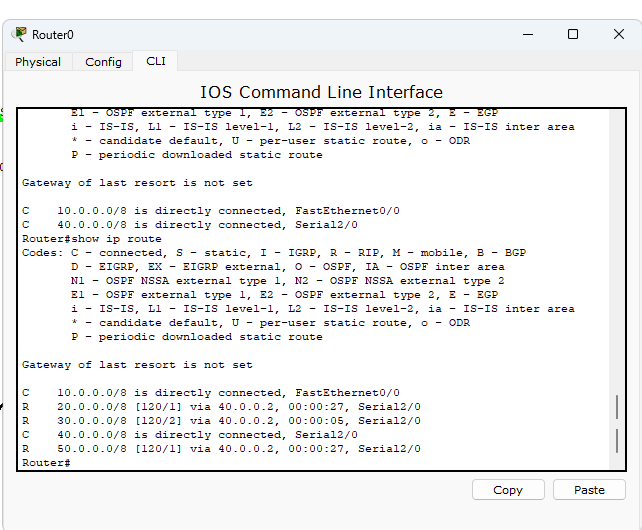 Router0
Physical Config CLI
IOS Command Line Interface
E1 - OSPF external type 1, E2 - OSPF external type 2, E - EGP
i - IS-IS, L1 - IS-IS level-1, L2 - IS-IS level-2, ia - IS-IS inter area
* - candidate default, U - per-user static route, o - ODR
P - periodic downloaded static route
Gateway of last resort is not set
C 10.0.0.0/8 is directly connected, FastEthernet0/0
C 40.0.0.0/8 is directly connected, Serial2/0
Router#show ip route
Codes: C - connected, S - static, I - IGRP, R - RIP, M - mobile, B - BGP
D - EIGRP, EX - EIGRP external, O - OSPF, IA - OSPF inter area
N1 - OSPF NSSA external type 1, N2 - OSPF NSSA external type 2
E1 - OSPF external type 1, E2 - OSPF external type 2, E - EGP
i - IS-IS, L1 - IS-IS level-1, L2 - IS-IS level-2, ia - IS-IS inter area
* - candidate default, U - per-user static route, o - ODR
P - periodic downloaded static route
Gateway of last resort is not set
C 10.0.0.0/8 is directly connected, FastEthernet0/0
R 20.0.0.0/8 [120/1] via 40.0.0.2, 00:00:27, Serial2/0
R 30.0.0.0/8 [120/2] via 40.0.0.2, 00:00:05, Serial2/0
C 40.0.0.0/8 is directly connected, Serial2/0
R 50.0.0.0/8 [120/1] via 40.0.0.2, 00:00:27, Serial2/0
Router#
Copy Paste